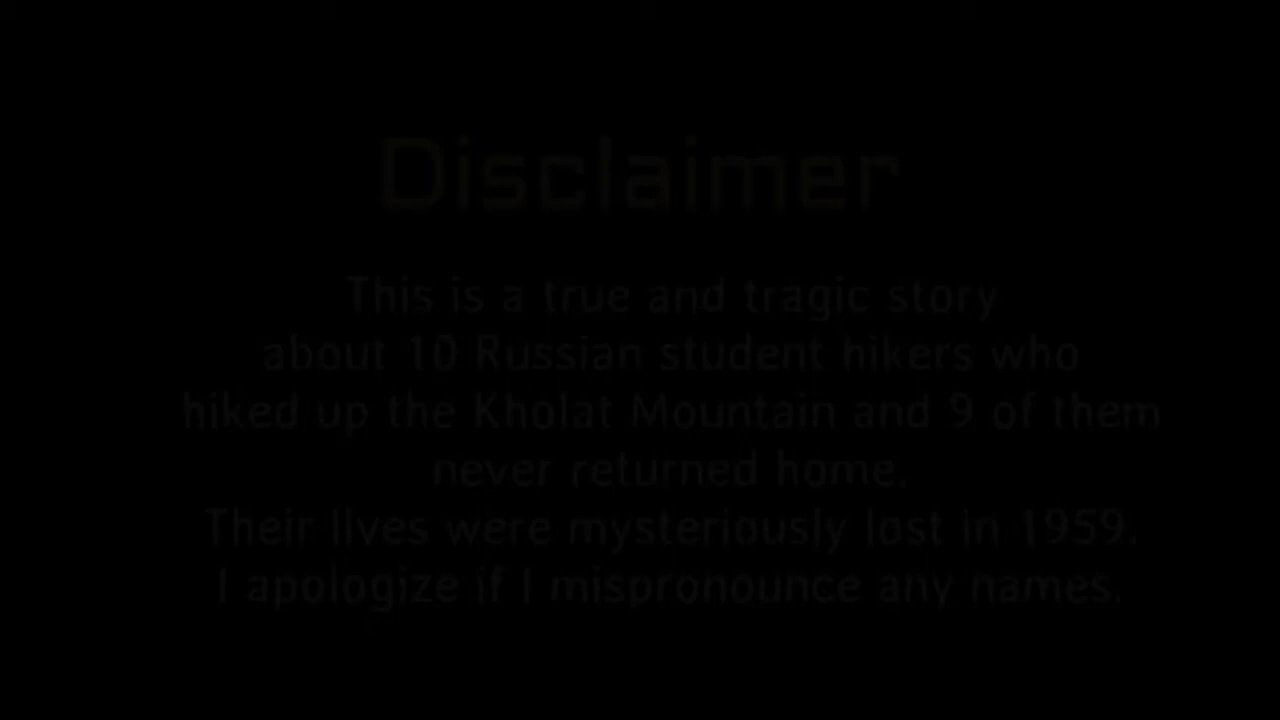 Disclaimer
This is a true and tragic story
about 10 Russian student hikers who
hiked up the Kholat Mountain and 9 of them
never returned home.
Their lives were mysteriously lost in 1959.
I apologize if I mispronounce any names.